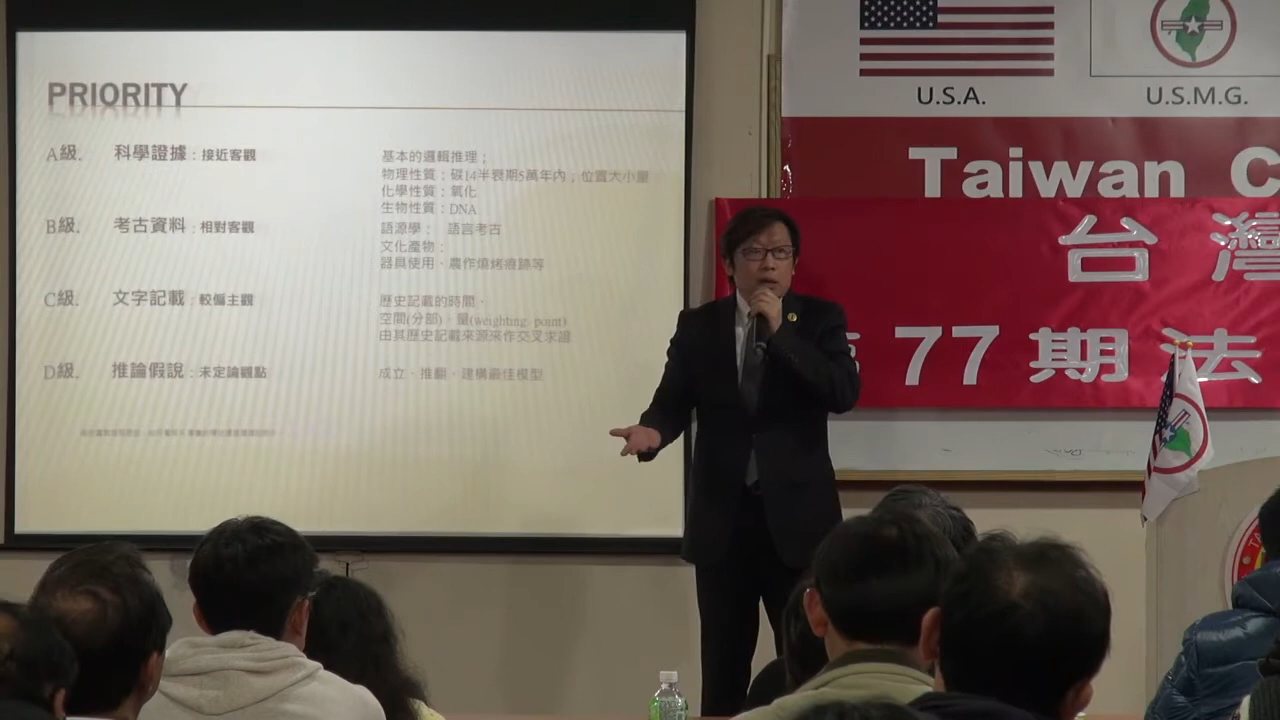 PRIORITY
A級. 科學證據：接近客觀
基本的邏輯推理；
物理性質：碳14半衰期5萬年內；位置大小量
化學性質：氧化
生物性質：DNA
B級. 考古資料：相對客觀
語源學： 語言考古
文化產物：
器具使用、農作燒烤痕跡等
C級. 文字記載：較偏主觀
歷史記載的時間、
空間(分部)、量(weighting point)
由其歷史記載來源來作交叉求證
D級. 推論假說：未定論觀點
成立、推翻、建構最佳模型
U.S.A.
U.S.M.G.
Taiwan C
台灣
77期法